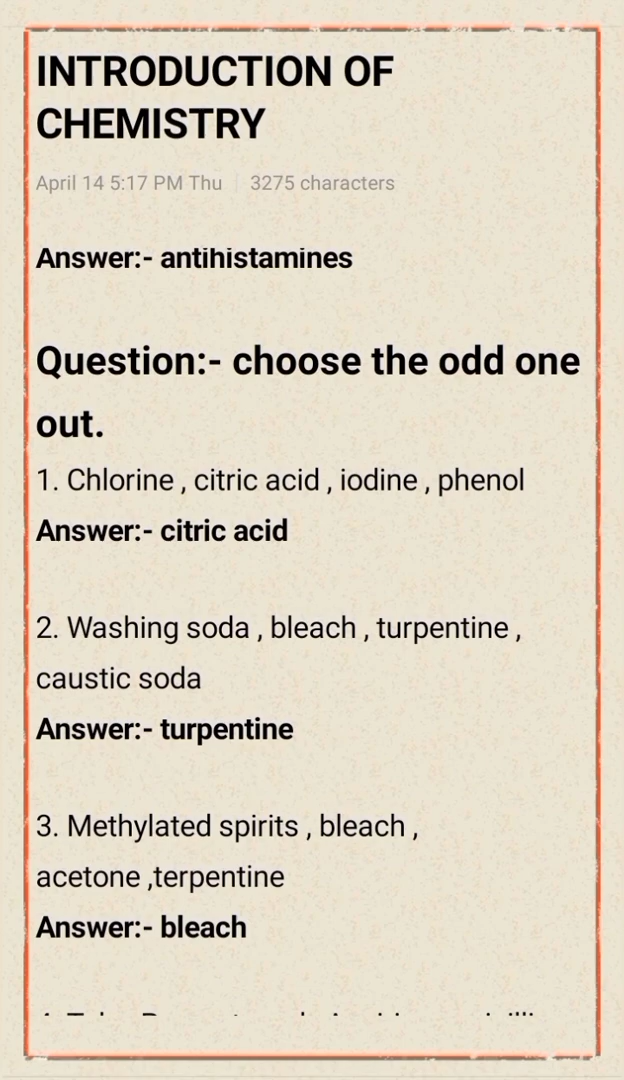 INTRODUCTION OF
CHEMISTRY
April 14 5:17 PM Thu | 3275 characters
Answer:- antihistamines
Question:- choose the odd one
out.
1. Chlorine , citric acid , iodine , phenol
Answer:- citric acid
2. Washing soda , bleach , turpentine ,
caustic soda
Answer:- turpentine
3. Methylated spirits , bleach ,
acetone ,terpentine
Answer:- bleach